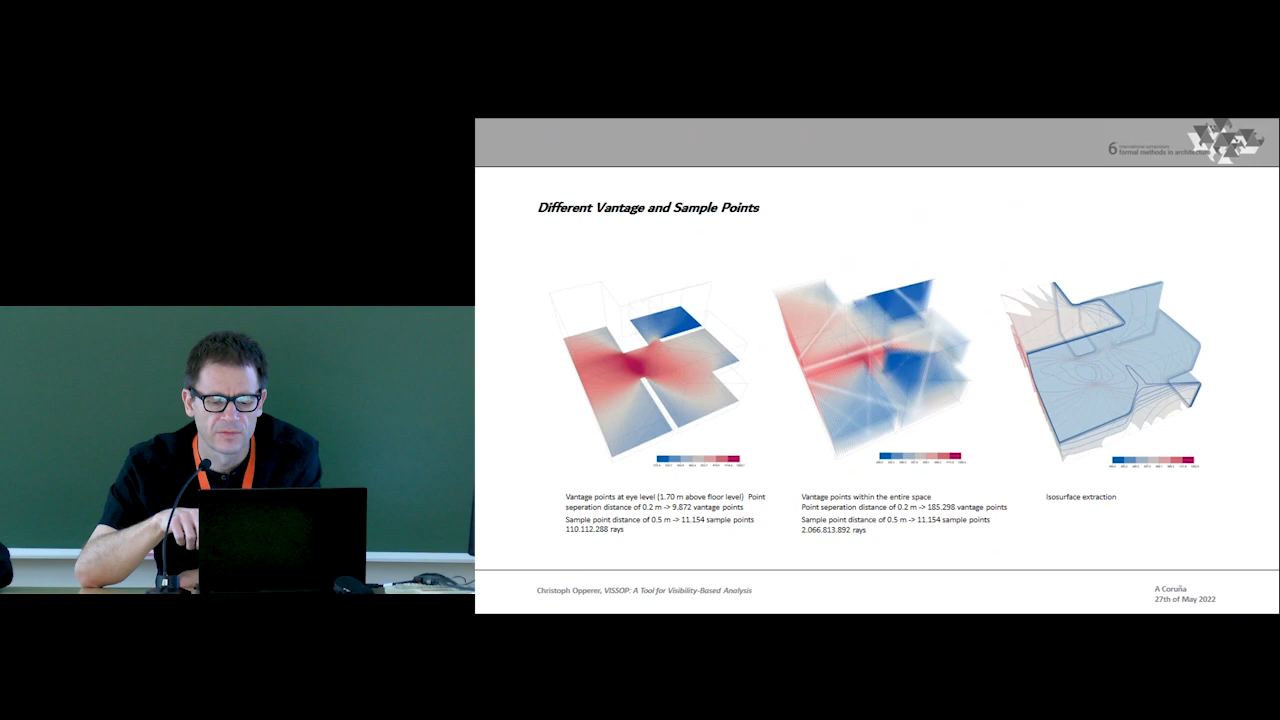 6 international symposium
formal methods in architecture
Different Vantage and Sample Points
Vantage points at eye level (1.70 m above floor level) Point
seperation distance of 0.2 m -> 9.872 vantage points
Sample point distance of 0.5 m -> 11.154 sample points
110.112.288 rays
Vantage points within the entire space
Point seperation distance of 0.2 m -> 185.298 vantage points
Sample point distance of 0.5 m -> 11.154 sample points
2.066.813.892 rays
Isosurface extraction
Christoph Opperer, VISSOP: A Tool for Visibility-Based Analysis
A Coruña
27th of May 2022